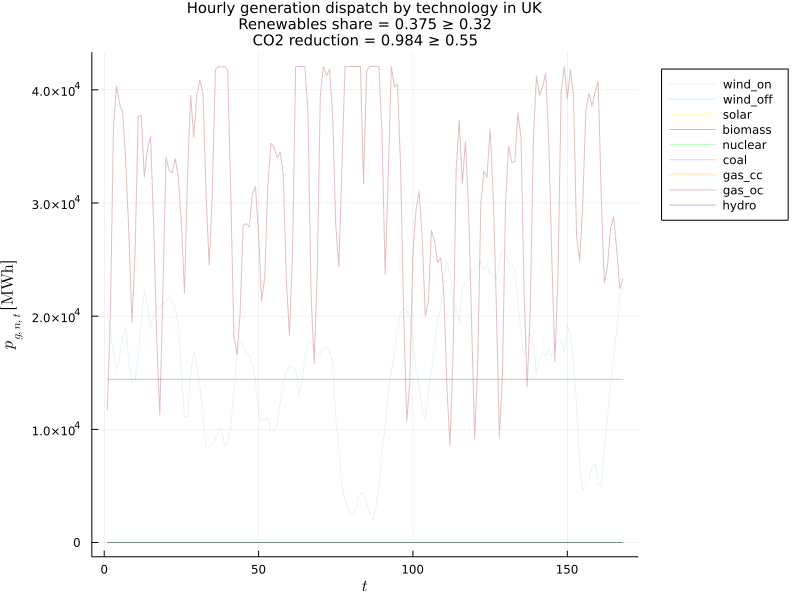 Hourly generation dispatch by technology in UK
Renewables share = 0.375 ≥ 0.32
CO2 reduction = 0.984 ≥ 0.55
4.0×10⁴
3.0×10⁴
2.0×10⁴
1.0×10⁴
0
p_{g,n,t} [MWh]
0 50 100 150
t
wind_on
wind_off
solar
biomass
nuclear
coal
gas_cc
gas_oc
hydro